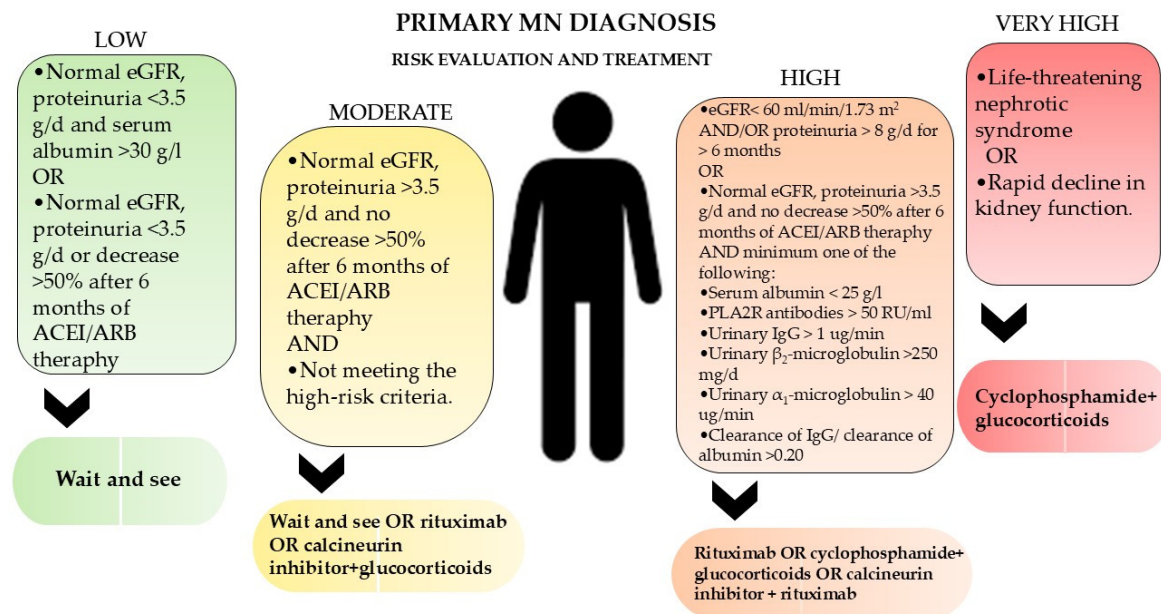 PRIMARY MN DIAGNOSIS
RISK EVALUATION AND TREATMENT
LOW
•Normal eGFR,
proteinuria <3.5
g/d and serum
albumin >30 g/l
OR
•Normal eGFR,
proteinuria <3.5
g/d or decrease
>50% after 6
months of
ACEI/ARB
theraphy
Wait and see
MODERATE
•Normal eGFR,
proteinuria >3.5
g/d and no
decrease >50%
after 6 months of
ACEI/ARB
theraphy
AND
•Not meeting the
high-risk criteria.
Wait and see OR rituximab
OR calcineurin
inhibitor+glucocorticoids
HIGH
•eGFR< 60 ml/min/1.73 m²
AND/OR proteinuria > 8 g/d for
> 6 months
OR
•Normal eGFR, proteinuria >3.5
g/d and no decrease >50% after 6
months of ACEI/ARB theraphy
AND minimum one of the
following:
•Serum albumin < 25 g/l
•PLA2R antibodies > 50 RU/ml
•Urinary IgG > 1 ug/min
•Urinary β₂-microglobulin >250
mg/d
•Urinary α₁-microglobulin > 40
ug/min
•Clearance of IgG/ clearance of
albumin >0.20
Rituximab OR cyclophosphamide+
glucocorticoids OR calcineurin
inhibitor + rituximab
VERY HIGH
•Life-threatening
nephrotic
syndrome
OR
•Rapid decline in
kidney function.
Cyclophosphamide+
glucocorticoids